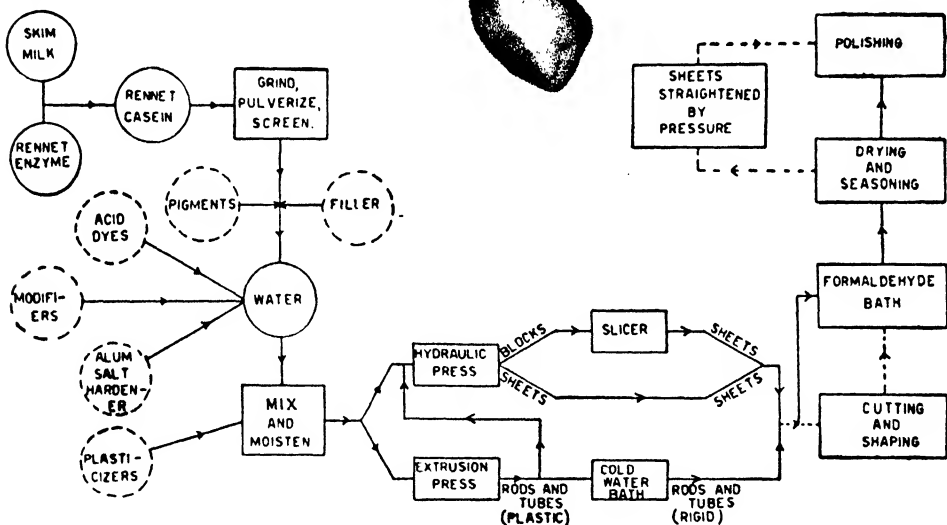 SKIM
MILK
RENNET
ENZYME
RENNET
CASEIN
GRIND,
PULVERIZE,
SCREEN.
PIGMENTS
FILLER
ACID
DYES
MODIFI-
ERS
ALUM
SALT
HARDEN-
ER
PLASTI-
CIZERS
WATER
MIX
AND
MOISTEN
HYDRAULIC
PRESS
BLOCKS
SHEETS
SLICER
SHEETS
SHEETS
EXTRUSION
PRESS
RODS AND
TUBES
(PLASTIC)
COLD
WATER
BATH
RODS AND
TUBES
(RIGID)
CUTTING
AND
SHAPING
FORMALDEHYDE
BATH
DRYING
AND
SEASONING
SHEETS
STRAIGHTENED
BY
PRESSURE
POLISHING